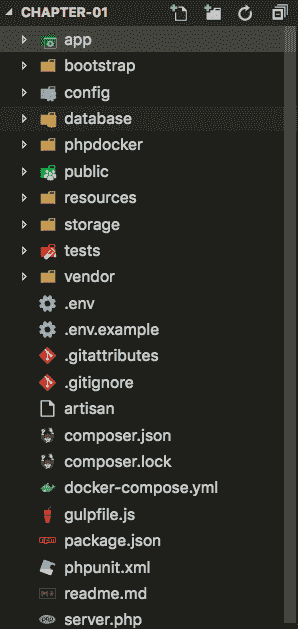 CHAPTER-01
app
bootstrap
config
database
phpdocker
public
resources
storage
tests
vendor
.env
.env.example
.gitattributes
.gitignore
artisan
composer.json
composer.lock
docker-compose.yml
gulpfile.js
package.json
phpunit.xml
readme.md
server.php